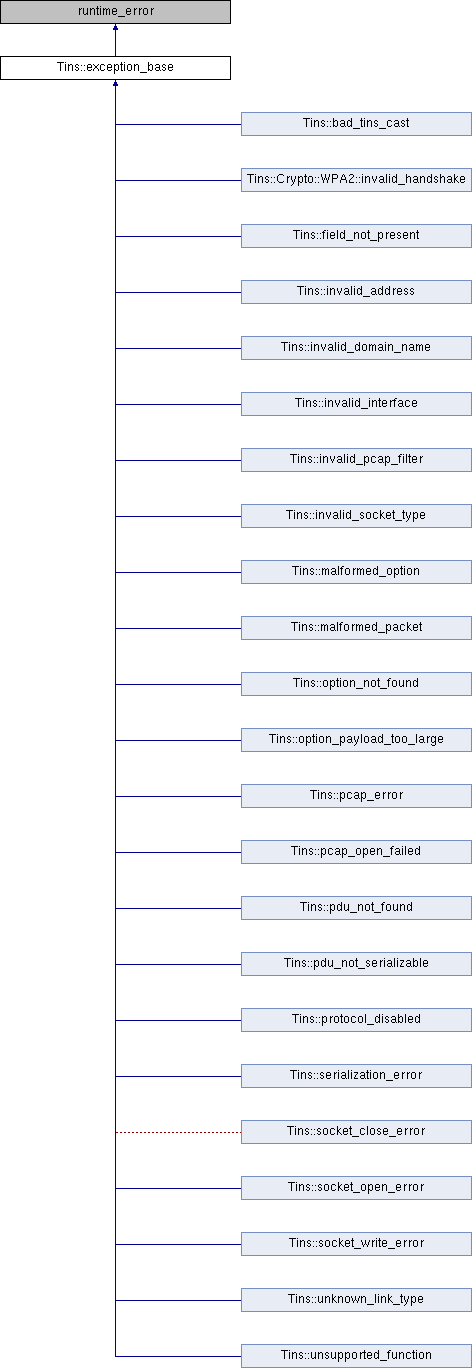 runtime_error
Tins::exception_base
Tins::bad_tins_cast
Tins::Crypto::WPA2::invalid_handshake
Tins::field_not_present
Tins::invalid_address
Tins::invalid_domain_name
Tins::invalid_interface
Tins::invalid_pcap_filter
Tins::invalid_socket_type
Tins::malformed_option
Tins::malformed_packet
Tins::option_not_found
Tins::option_payload_too_large
Tins::pcap_error
Tins::pcap_open_failed
Tins::pdu_not_found
Tins::pdu_not_serializable
Tins::protocol_disabled
Tins::serialization_error
Tins::socket_close_error
Tins::socket_open_error
Tins::socket_write_error
Tins::unknown_link_type
Tins::unsupported_function